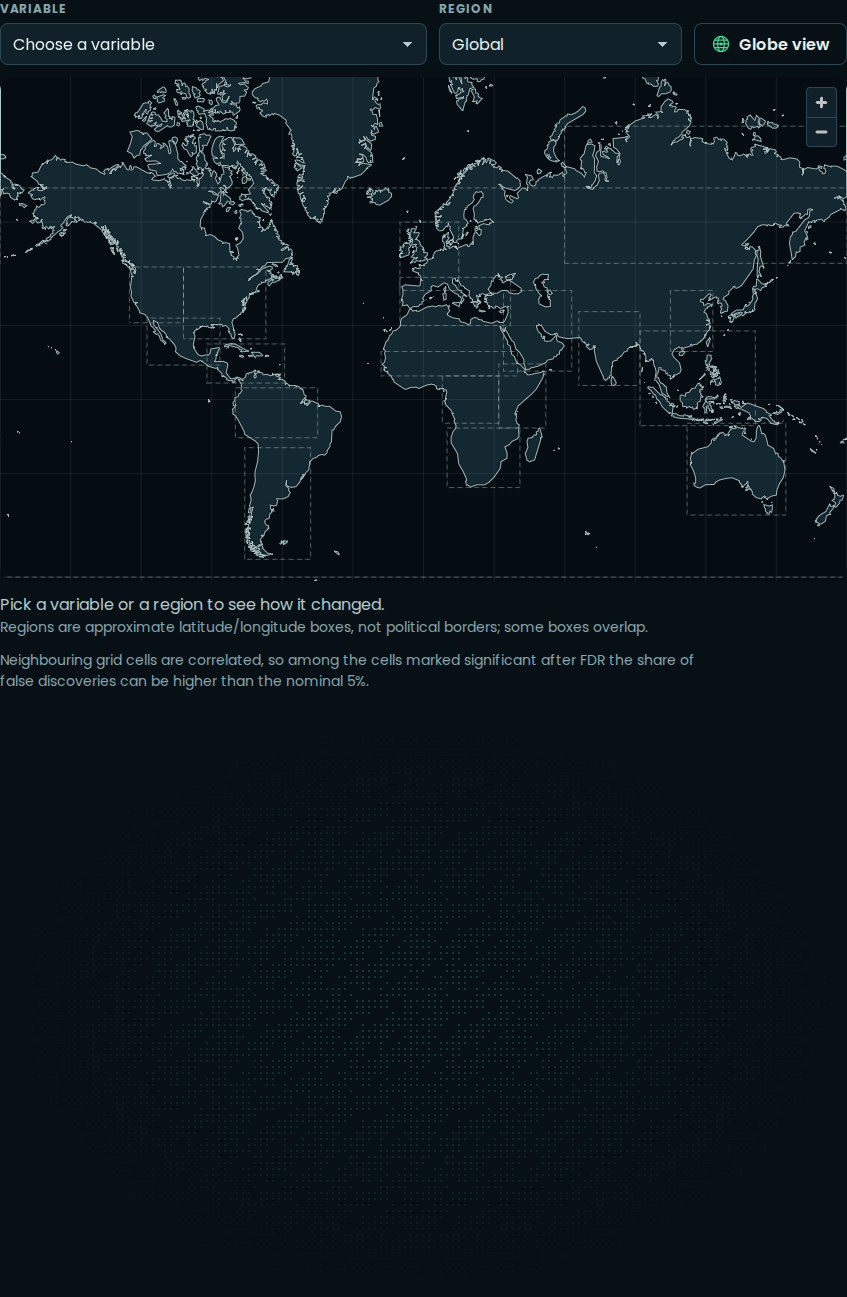 VARIABLE
REGION
Choose a variable
Global
Globe view
+
−
Pick a variable or a region to see how it changed.
Regions are approximate latitude/longitude boxes, not political borders; some boxes overlap.
Neighbouring grid cells are correlated, so among the cells marked significant after FDR the share of
false discoveries can be higher than the nominal 5%.